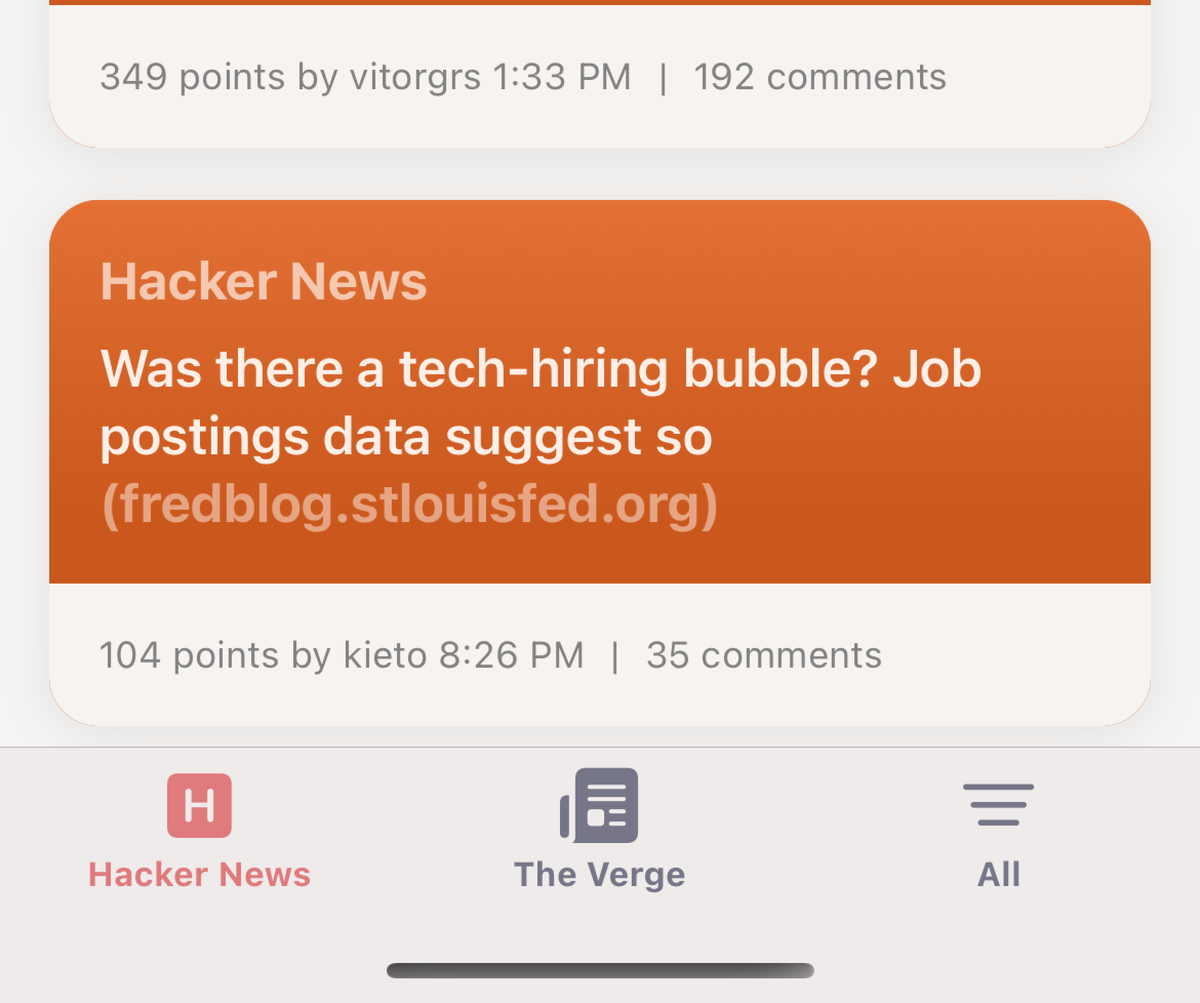 349 points by vitorgrs 1:33 PM | 192 comments
Hacker News
Was there a tech-hiring bubble? Job
postings data suggest so
(fredblog.stlouisfed.org)
104 points by kieto 8:26 PM | 35 comments
H
Hacker News
The Verge
All